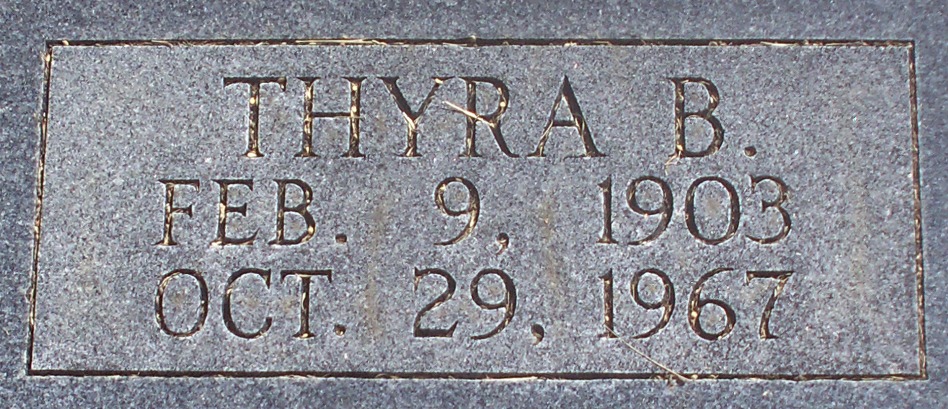 THYRA B.
FEB. 9, 1903
OCT. 29, 1967